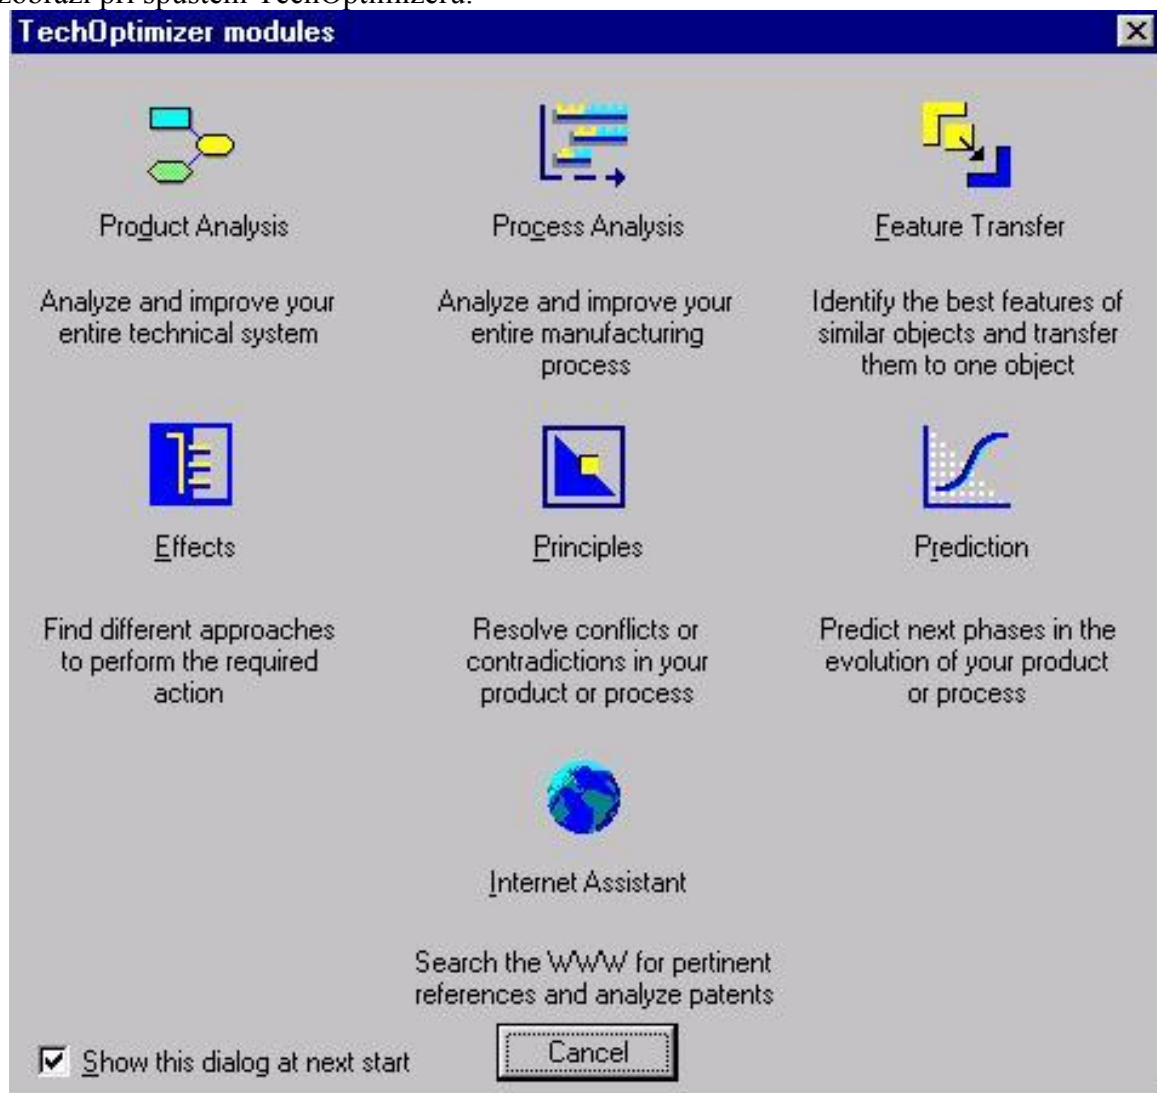 zobrazí při spuštění TechOptimizeru.
TechOptimizer modules
Product Analysis
Process Analysis
Feature Transfer
Analyze and improve your
entire technical system
Analyze and improve your
entire manufacturing
process
Identify the best features of
similar objects and transfer
them to one object
Effects
Principles
Prediction
Find different approaches
to perform the required
action
Resolve conflicts or
contradictions in your
product or process
Predict next phases in the
evolution of your product
or process
Internet Assistant
Search the WWW for pertinent
references and analyze patents
Show this dialog at next start
Cancel